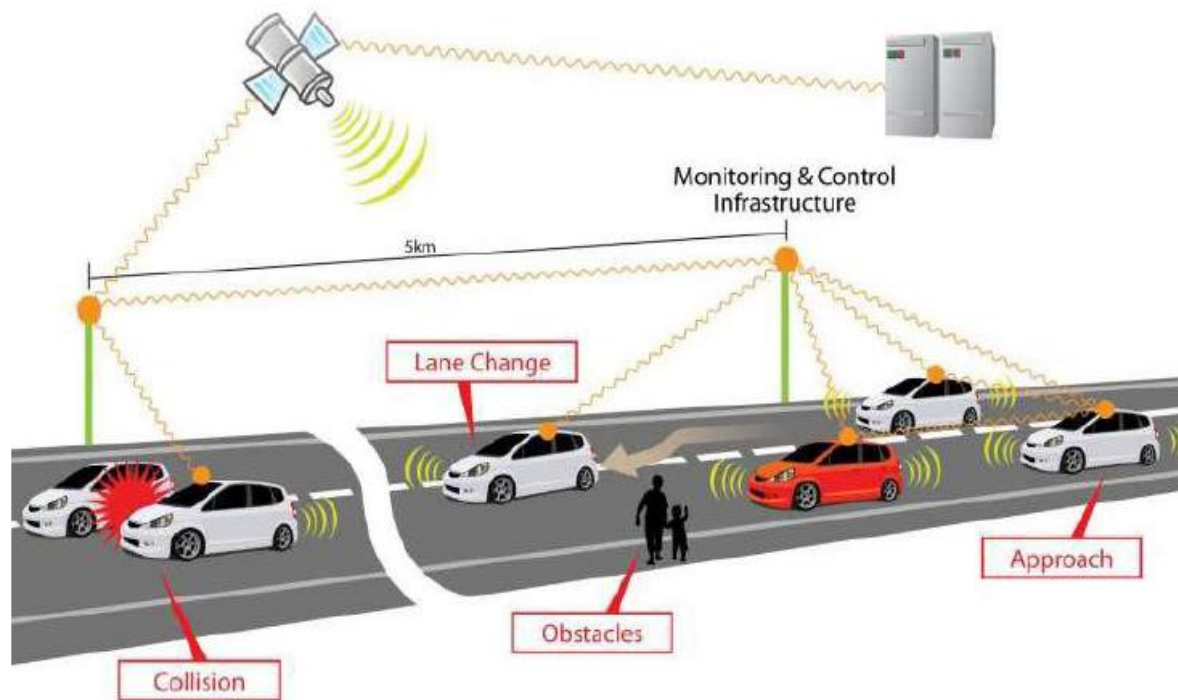 Monitoring & Control
Infrastructure
5km
Lane Change
Approach
Obstacles
Collision